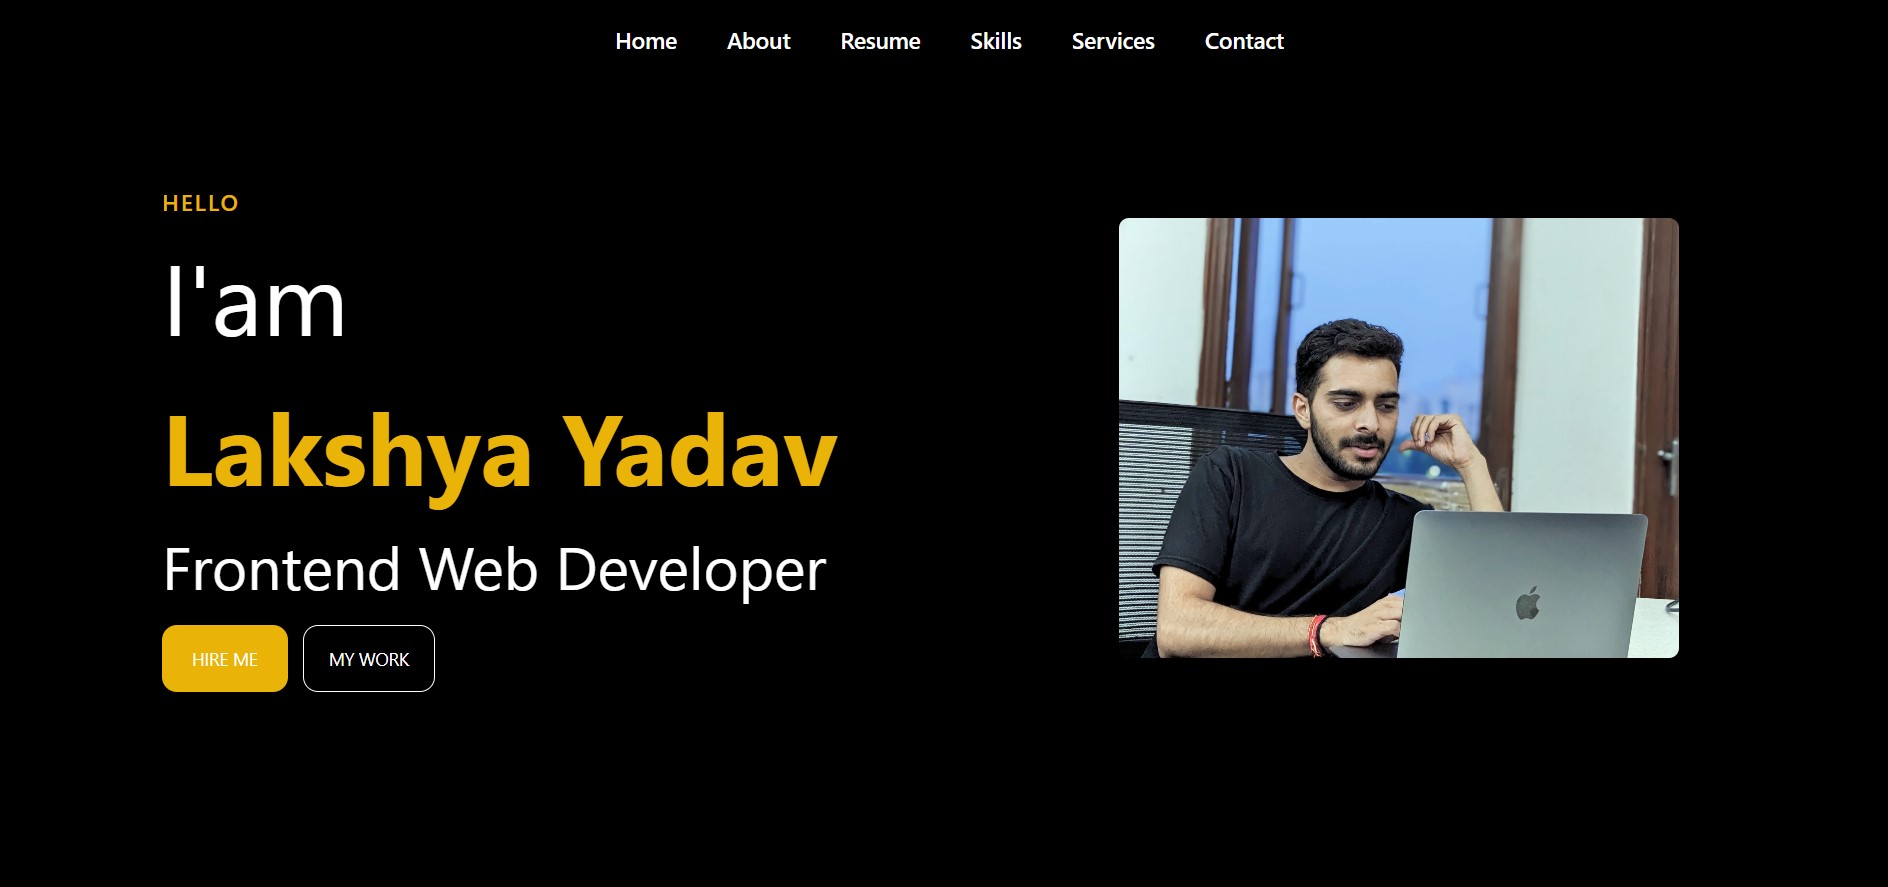 Home About Resume Skills Services Contact
HELLO
I'am
Lakshya Yadav
Frontend Web Developer
HIRE ME MY WORK